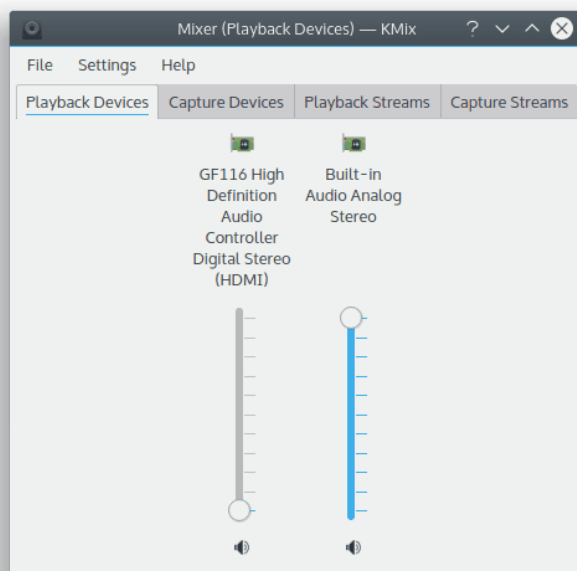 Mixer (Playback Devices) — KMix
?
File Settings Help
Playback Devices Capture Devices Playback Streams Capture Streams
GF116 High
Definition
Audio
Controller
Digital Stereo
(HDMI)
Built-in
Audio Analog
Stereo